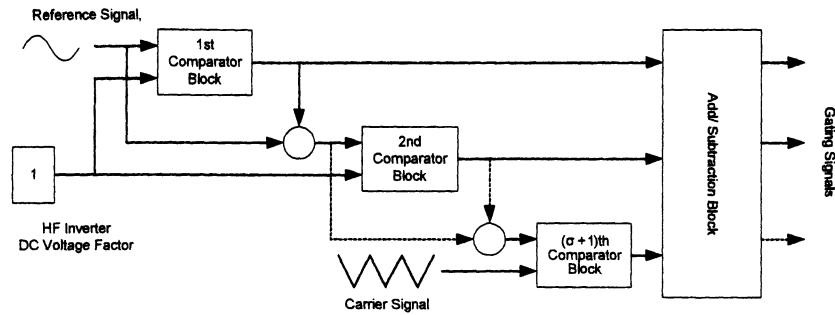 Reference Signal,
1st
Comparator
Block
2nd
Comparator
Block
1
HF Inverter
DC Voltage Factor
(σ + 1)th
Comparator
Block
Carrier Signal
Add/ Subtraction Block
Gating Signals